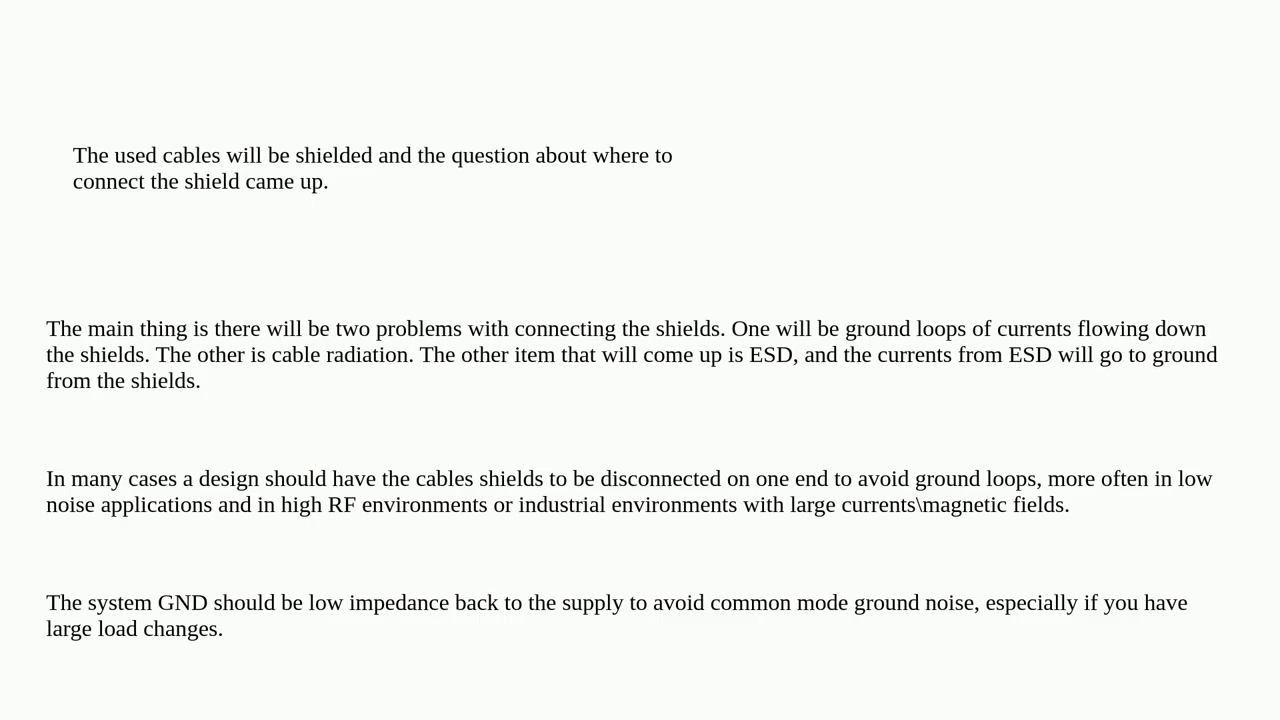 The used cables will be shielded and the question about where to
connect the shield came up.
The main thing is there will be two problems with connecting the shields. One will be ground loops of currents flowing down
the shields. The other is cable radiation. The other item that will come up is ESD, and the currents from ESD will go to ground
from the shields.
In many cases a design should have the cables shields to be disconnected on one end to avoid ground loops, more often in low
noise applications and in high RF environments or industrial environments with large currents\magnetic fields.
The system GND should be low impedance back to the supply to avoid common mode ground noise, especially if you have
large load changes.